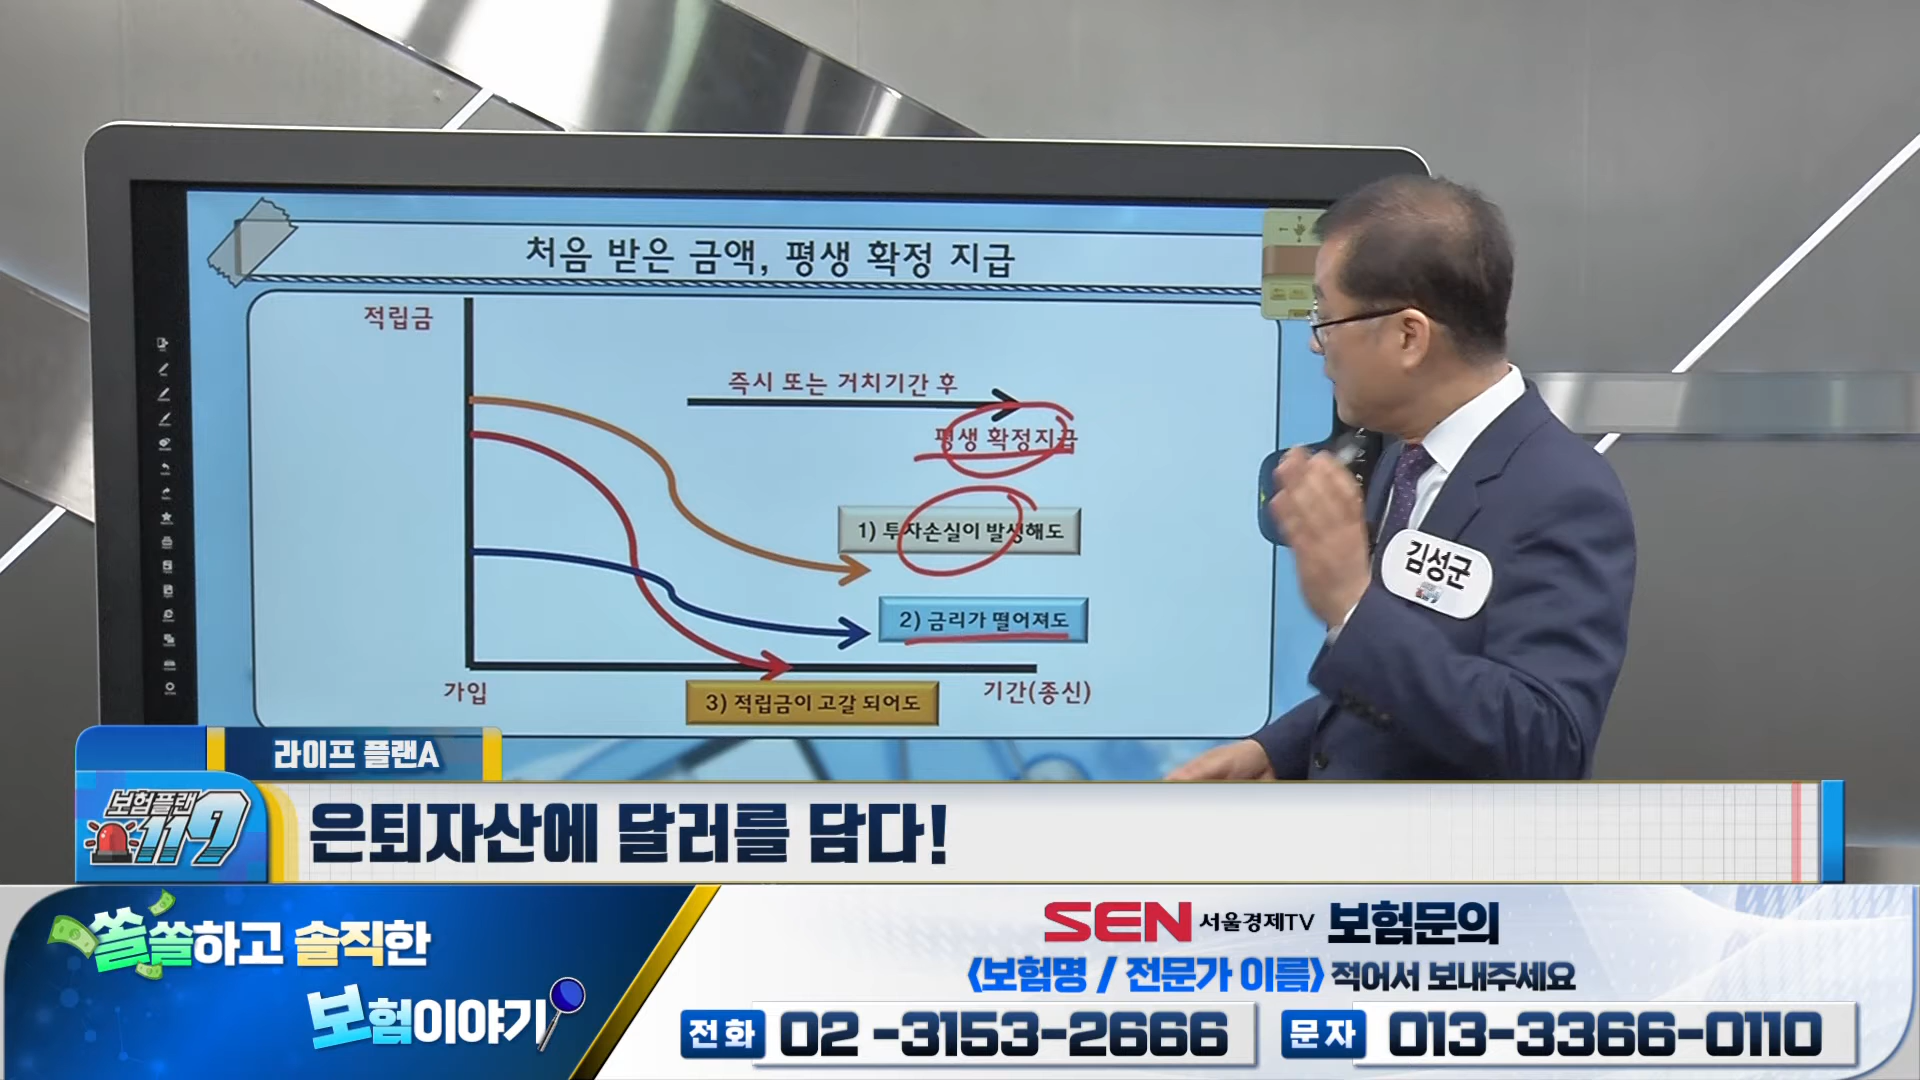 처음 받은 금액, 평생 확정 지급
적립금
즉시 또는 거치기간 후
평생 확정지급
1) 투자손실이 발생해도
2) 금리가 떨어져도
3) 적립금이 고갈 되어도
가입
기간(종신)
김성균
라이프 플랜A
보험플랜
119
은퇴자산에 달러를 담다!
쏠쏠하고 솔직한
보험이야기
SEN 서울경제TV 보험문의
<보험명 / 전문가 이름> 적어서 보내주세요
전화 02-3153-2666
문자 013-3366-0110